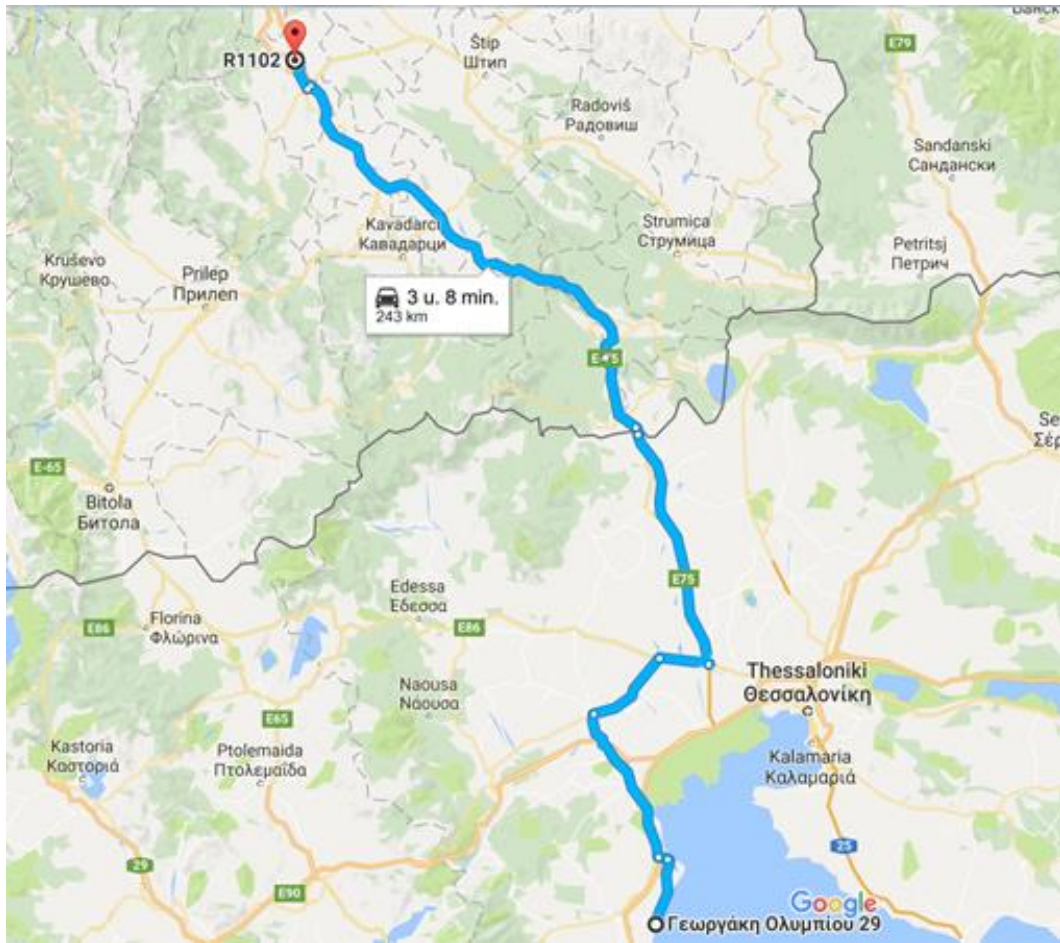 R1102
Štip
Штип
E79
Radoviš
Радовиш
Sandanski
Сандански
Kavadarci
Кавадарци
Strumica
Струмица
Petritsj
Петрич
Kruševo
Крушево
Prilep
Прилеп
3 u. 8 min.
243 km
E-75
E-65
Bitola
Битола
E75
Edessa
Έδεσσα
E86
Florina
Φλώρινα
E86
Thessaloniki
Θεσσαλονίκη
Naousa
Νάουσα
E65
Kastoria
Καστοριά
Ptolemaida
Πτολεμαΐδα
Kalamaria
Καλαμαριά
29
25
E90
Google
Γεωργάκη Ολυμπίου 29